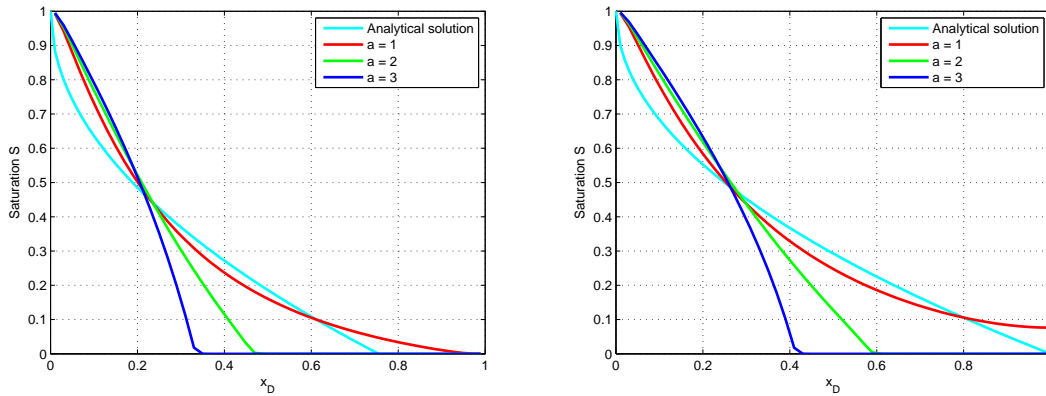 1
0.9
0.8
0.7
0.6
0.5
0.4
0.3
0.2
0.1
0
Saturation S
0 0.2 0.4 0.6 0.8 1
x_D
Analytical solution
a = 1
a = 2
a = 3
1
0.9
0.8
0.7
0.6
0.5
0.4
0.3
0.2
0.1
0
Saturation S
0 0.2 0.4 0.6 0.8
x_D
Analytical solution
a = 1
a = 2
a = 3